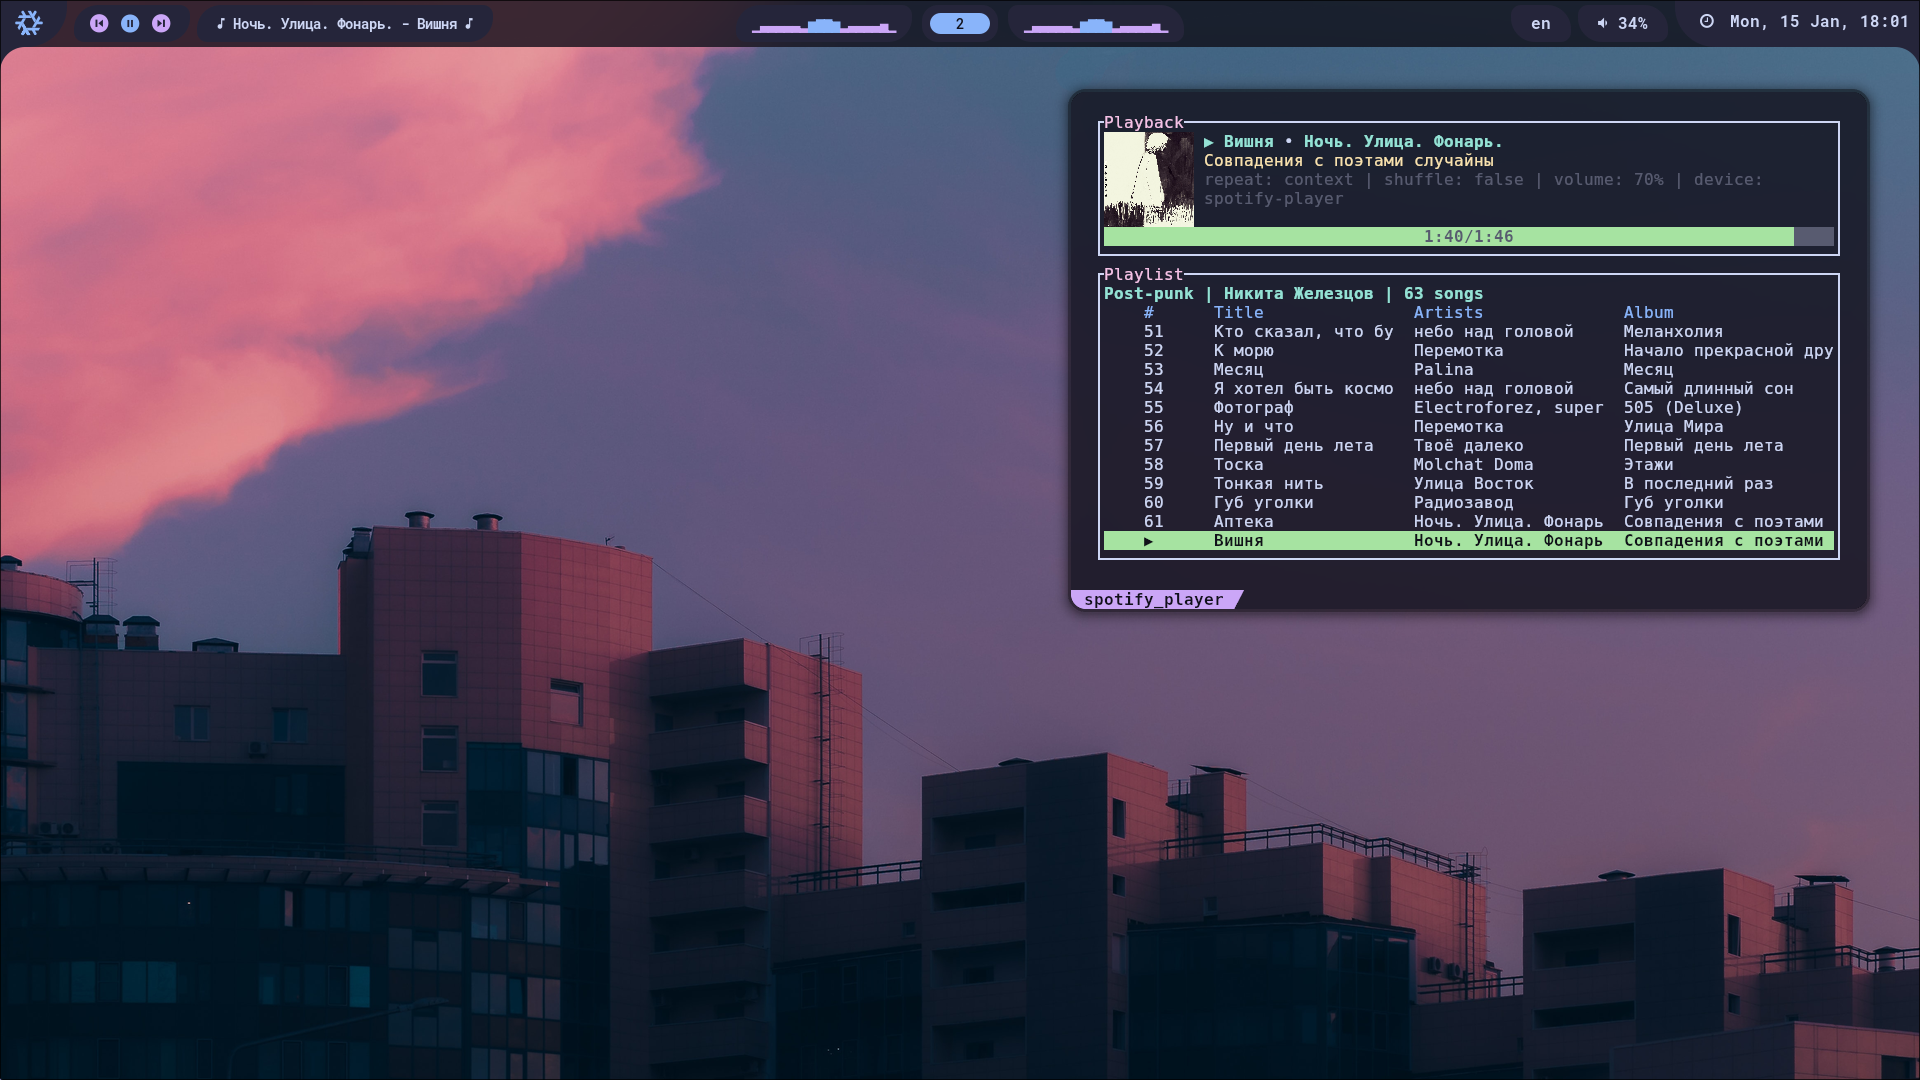 ♪ Ночь. Улица. Фонарь. - Вишня ♪
2
en
34%
Mon, 15 Jan, 18:01
Playback
▶ Вишня • Ночь. Улица. Фонарь.
Совпадения с поэтами случайны
repeat: context | shuffle: false | volume: 70% | device:
spotify-player
1:40/1:46
Playlist
Post-punk | Никита Железцов | 63 songs
# Title Artists Album
51 Кто сказал, что бу небо над головой Меланхолия
52 К морю Перемотка Начало прекрасной дру
53 Месяц Palina Месяц
54 Я хотел быть космо небо над головой Самый длинный сон
55 Фотограф Electroforez, super 505 (Deluxe)
56 Ну и что Перемотка Улица Мира
57 Первый день лета Твоё далеко Первый день лета
58 Тоска Molchat Doma Этажи
59 Тонкая нить Улица Восток В последний раз
60 Губ уголки Радиозавод Губ уголки
61 Аптека Ночь. Улица. Фонарь Совпадения с поэтами
▶ Вишня Ночь. Улица. Фонарь Совпадения с поэтами
spotify_player